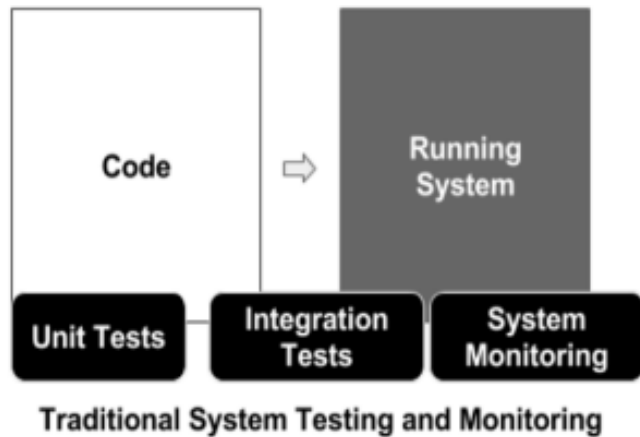 Code
Running
System
Unit Tests
Integration
Tests
System
Monitoring
Traditional System Testing and Monitoring